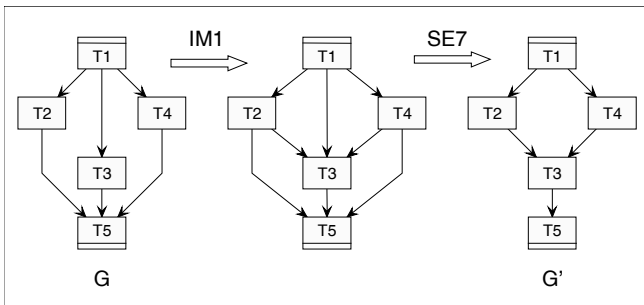 IM1 SE7
T1 T1 T1
T2 T4 T2 T4 T2 T4
T3 T3 T3
T5 T5 T5
G G'